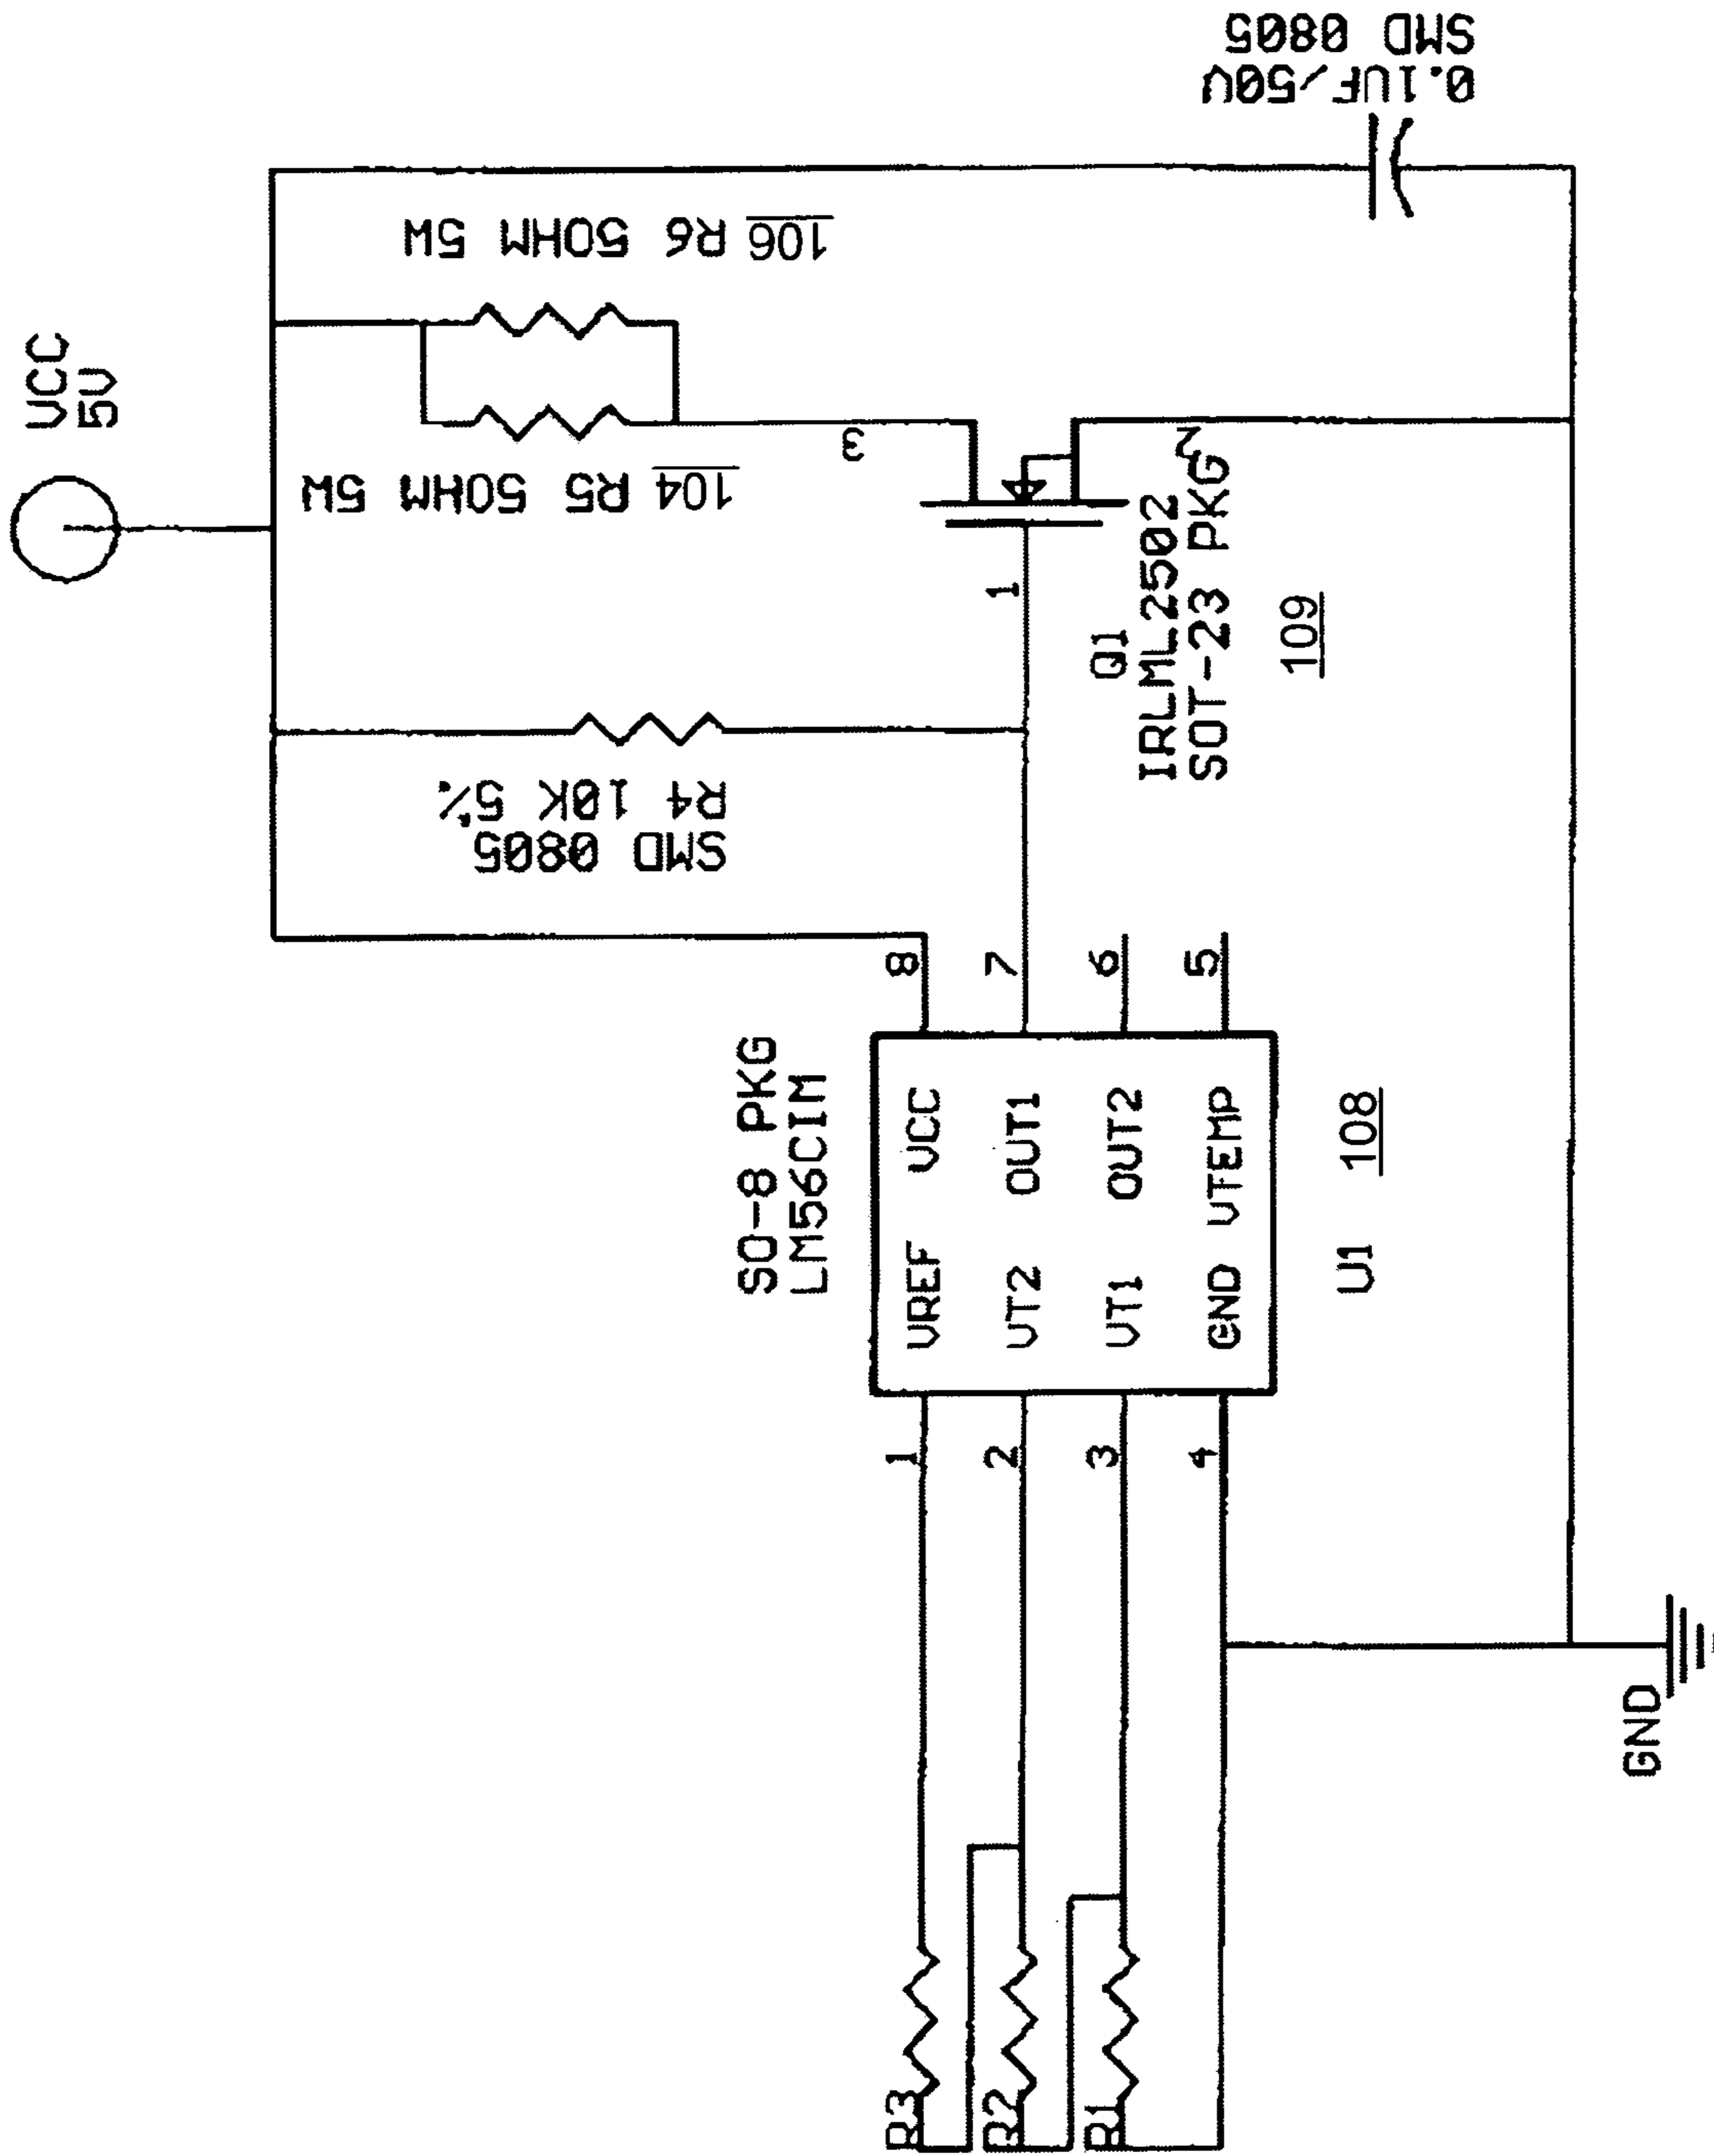 VCC
5V
104 R5 5OHM 5W
106 R6 5OHM 5W
R4 10K 5%
SMD 0805
0.1UF/50V
SMD 0805
3
2
1
Q1
IRLML2502
SOT-23 PKG
109
SO-8 PKG
LM56CIM
8
7
6
5
VREF VCC
VT2 OUT1
VT1 OUT2
GND VTEMP
1
2
3
4
U1 108
R3
R2
R1
GND